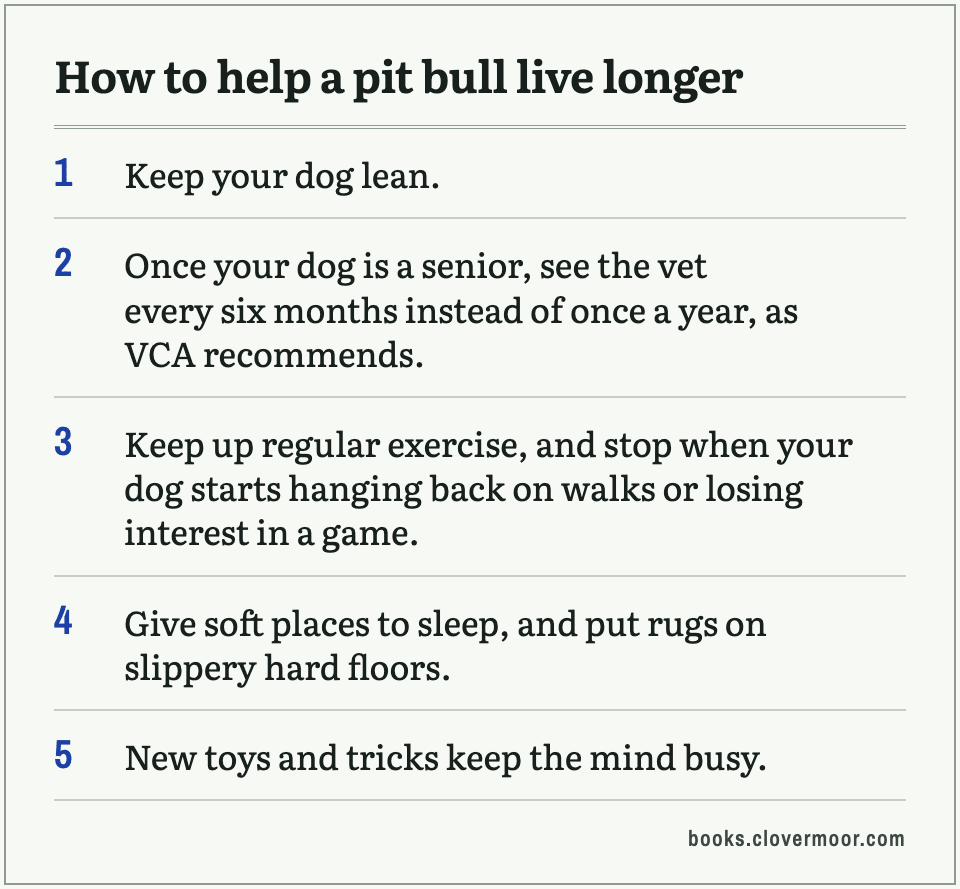 How to help a pit bull live longer
1 Keep your dog lean.
2 Once your dog is a senior, see the vet
every six months instead of once a year, as
VCA recommends.
3 Keep up regular exercise, and stop when your
dog starts hanging back on walks or losing
interest in a game.
4 Give soft places to sleep, and put rugs on
slippery hard floors.
5 New toys and tricks keep the mind busy.
books.clovermoor.com